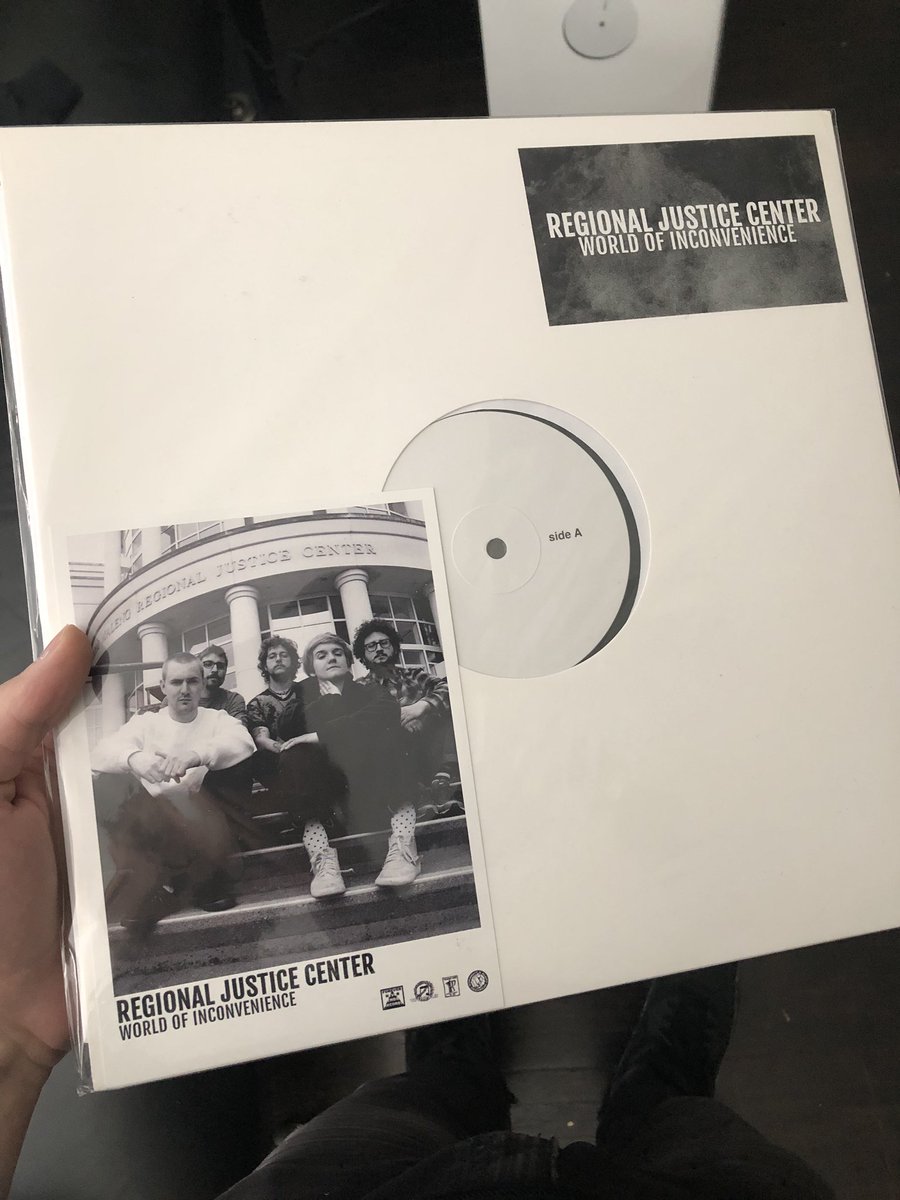 REGIONAL JUSTICE CENTER
WORLD OF INCONVENIENCE
side A
REGIONAL JUSTICE CENTER
REGIONAL JUSTICE CENTER
WORLD OF INCONVENIENCE